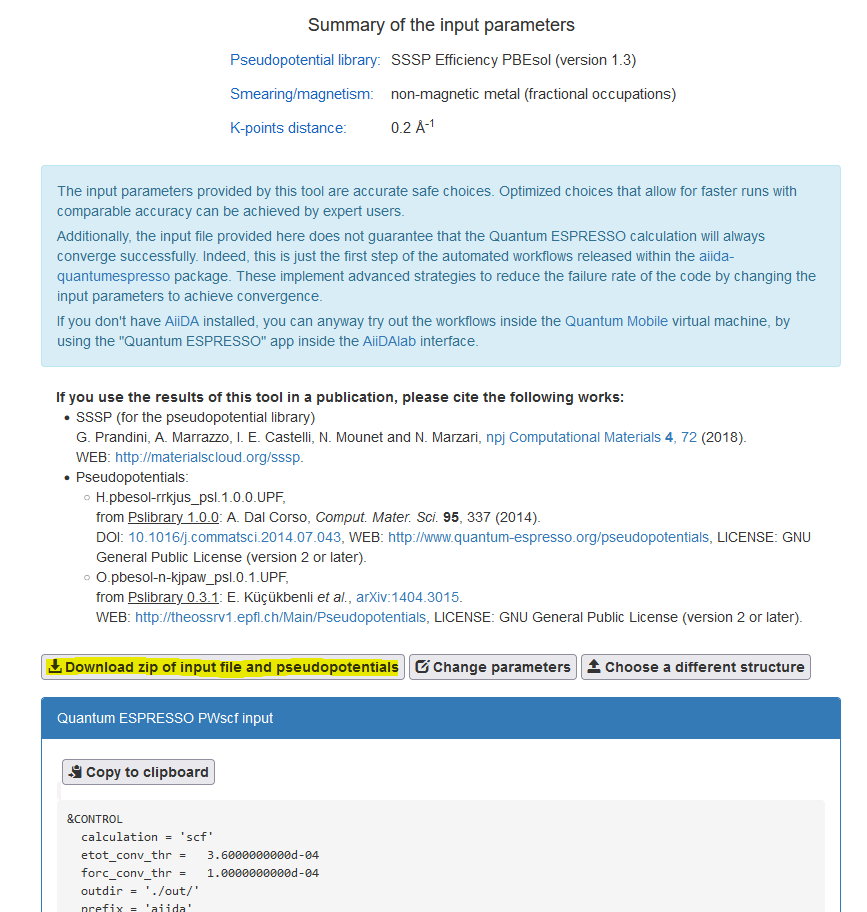 Summary of the input parameters
Pseudopotential library: SSSP Efficiency PBEsol (version 1.3)
Smearing/magnetism: non-magnetic metal (fractional occupations)
K-points distance: 0.2 Å-1
The input parameters provided by this tool are accurate safe choices. Optimized choices that allow for faster runs with
comparable accuracy can be achieved by expert users.
Additionally, the input file provided here does not guarantee that the Quantum ESPRESSO calculation will always
converge successfully. Indeed, this is just the first step of the automated workflows released within the aiida-
quantumespresso package. These implement advanced strategies to reduce the failure rate of the code by changing the
input parameters to achieve convergence.
If you don't have AiiDA installed, you can anyway try out the workflows inside the Quantum Mobile virtual machine, by
using the "Quantum ESPRESSO" app inside the AiiDAlab interface.
If you use the results of this tool in a publication, please cite the following works:
• SSSP (for the pseudopotential library)
G. Prandini, A. Marrazzo, I. E. Castelli, N. Mounet and N. Marzari, npj Computational Materials 4, 72 (2018).
WEB: http://materialscloud.org/sssp.
• Pseudopotentials:
○ H.pbesol-rrkjus_psl.1.0.0.UPF,
from Pslibrary 1.0.0: A. Dal Corso, Comput. Mater. Sci. 95, 337 (2014).
DOI: 10.1016/j.commatsci.2014.07.043, WEB: http://www.quantum-espresso.org/pseudopotentials, LICENSE: GNU
General Public License (version 2 or later).
○ O.pbesol-n-kjpaw_psl.0.1.UPF,
from Pslibrary 0.3.1: E. Küçükbenli et al., arXiv:1404.3015.
WEB: http://theossrv1.epfl.ch/Main/Pseudopotentials, LICENSE: GNU General Public License (version 2 or later).
Download zip of input file and pseudopotentials Change parameters Choose a different structure
Quantum ESPRESSO PWscf input
Copy to clipboard
&CONTROL
calculation = 'scf'
etot_conv_thr = 3.6000000000d-04
forc_conv_thr = 1.0000000000d-04
outdir = './out/'
prefix = 'aiida'